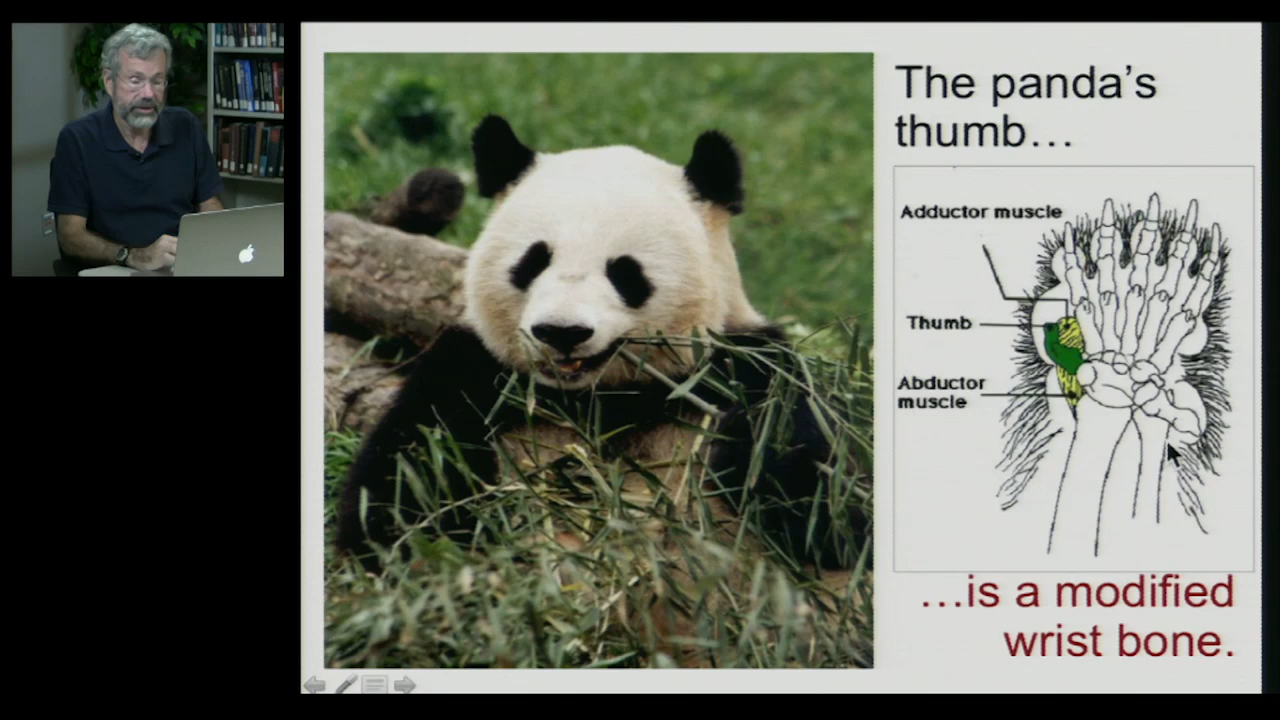 The panda's
thumb...
Adductor muscle
Thumb
Abductor
muscle
...is a modified
wrist bone.